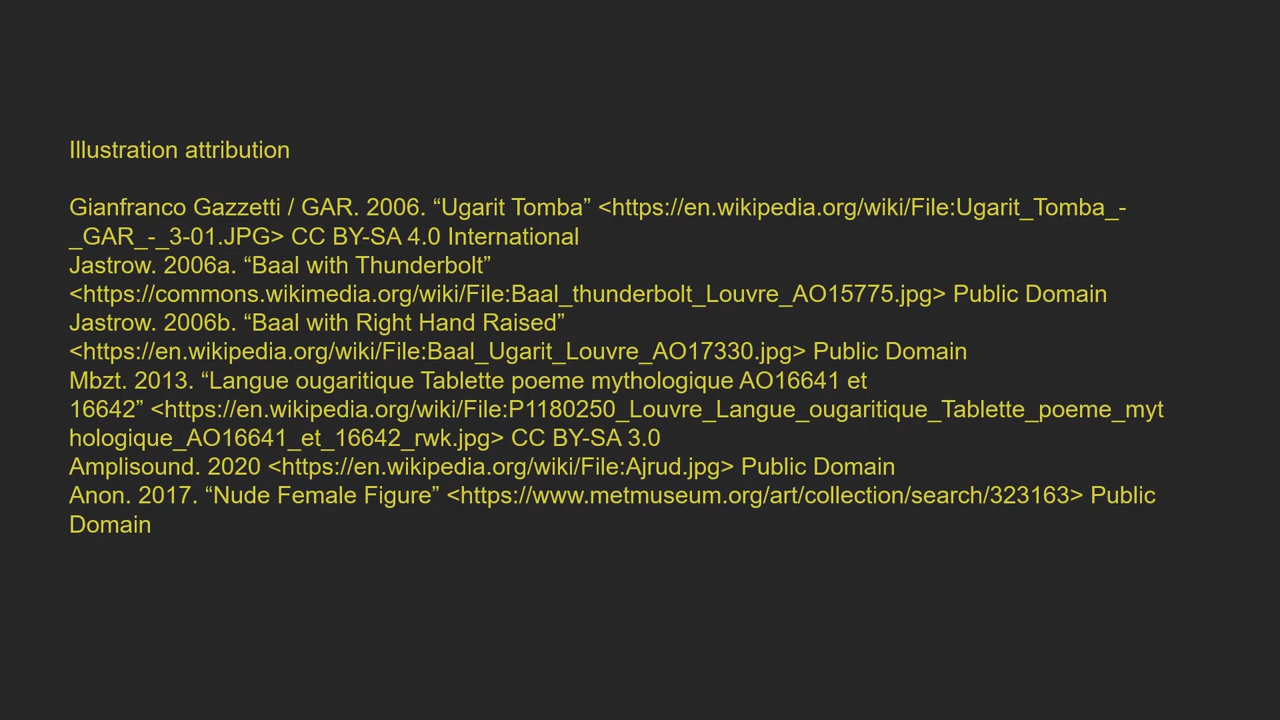 Illustration attribution
Gianfranco Gazzetti / GAR. 2006. “Ugarit Tomba” <https://en.wikipedia.org/wiki/File:Ugarit_Tomba_-
_GAR_-_3-01.JPG> CC BY-SA 4.0 International
Jastrow. 2006a. “Baal with Thunderbolt”
<https://commons.wikimedia.org/wiki/File:Baal_thunderbolt_Louvre_AO15775.jpg> Public Domain
Jastrow. 2006b. “Baal with Right Hand Raised”
<https://en.wikipedia.org/wiki/File:Baal_Ugarit_Louvre_AO17330.jpg> Public Domain
Mbzt. 2013. “Langue ougaritique Tablette poeme mythologique AO16641 et
16642” <https://en.wikipedia.org/wiki/File:P1180250_Louvre_Langue_ougaritique_Tablette_poeme_myt
hologique_AO16641_et_16642_rwk.jpg> CC BY-SA 3.0
Amplisound. 2020 <https://en.wikipedia.org/wiki/File:Ajrud.jpg> Public Domain
Anon. 2017. “Nude Female Figure” <https://www.metmuseum.org/art/collection/search/323163> Public
Domain